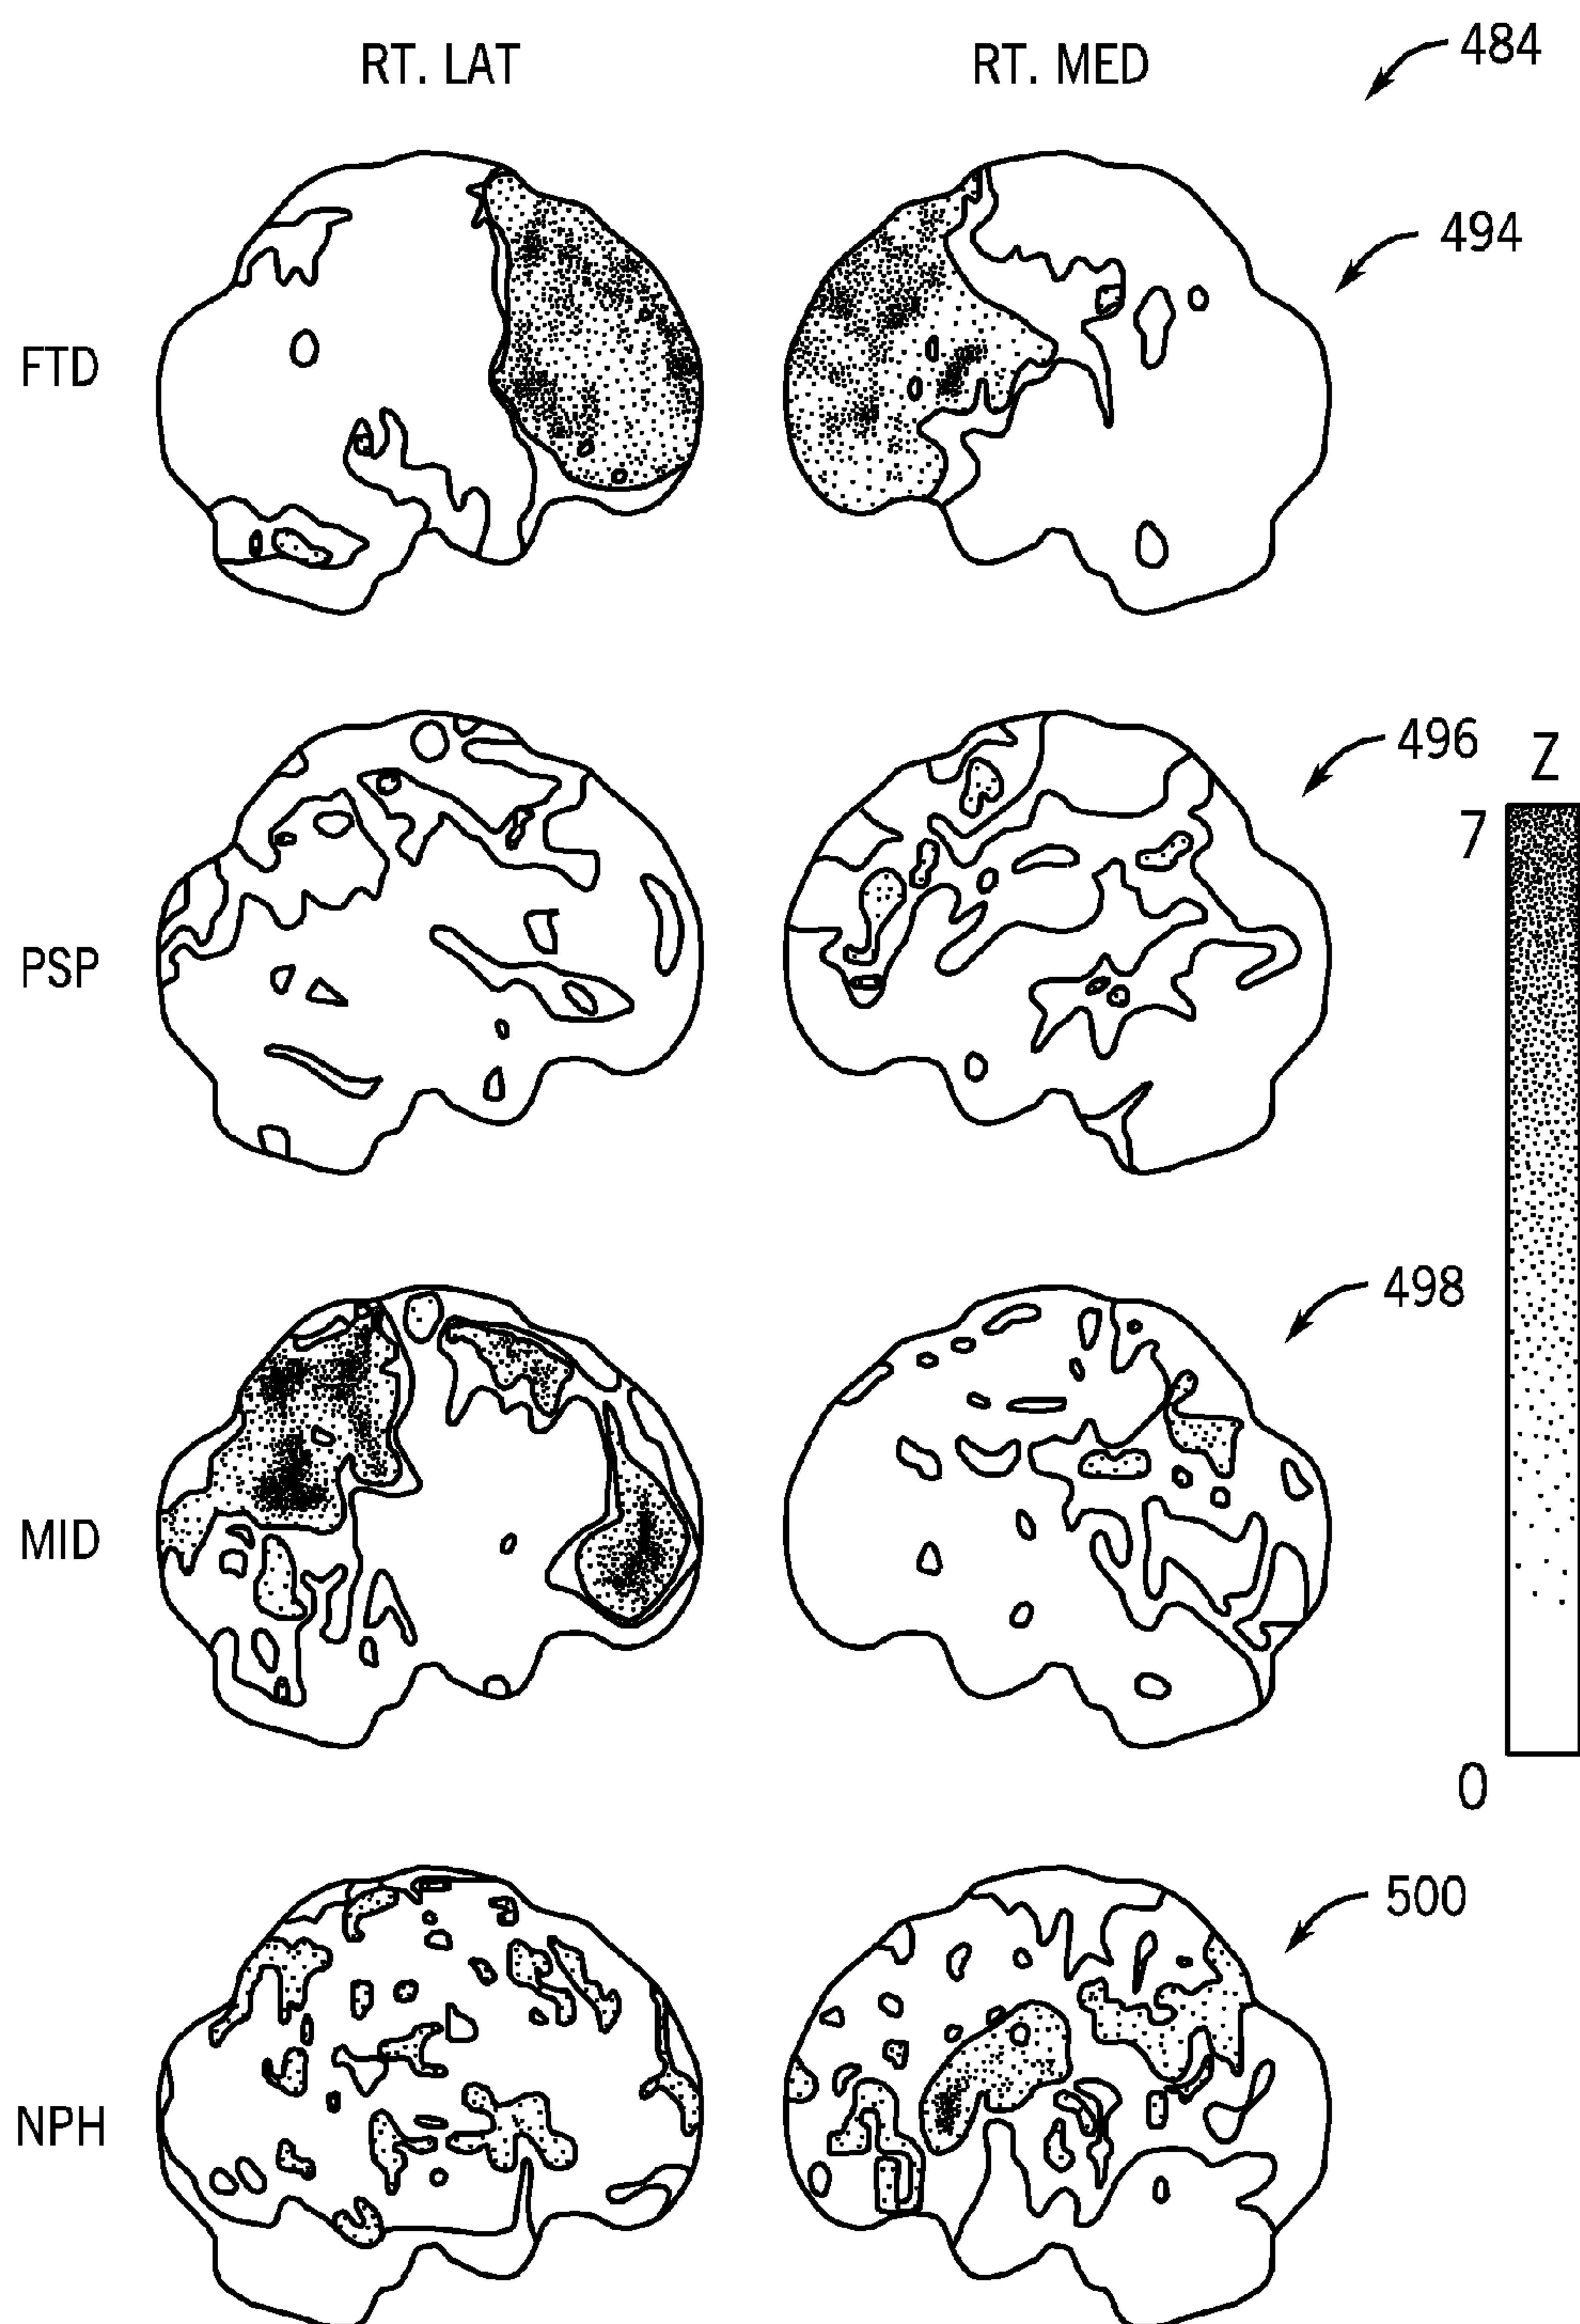 RT. LAT RT. MED 484
494
FTD
496
Z
7
PSP
498
MID
0
500
NPH